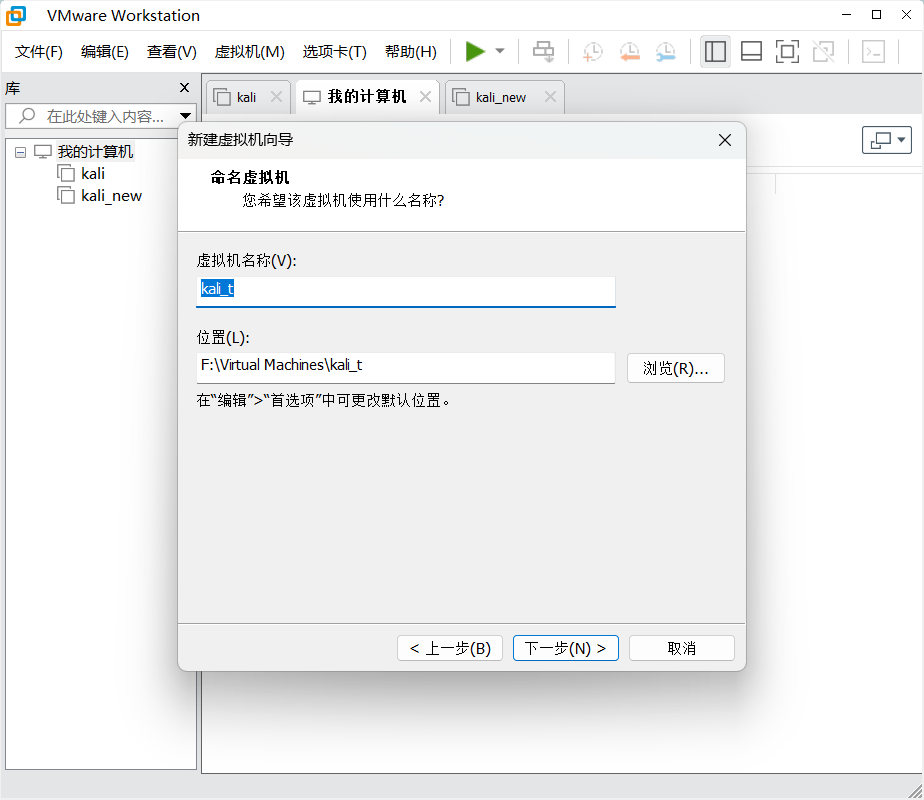 VMware Workstation
文件(F) 编辑(E) 查看(V) 虚拟机(M) 选项卡(T) 帮助(H)
库
在此处键入内容...
我的计算机
kali
kali_new
kali 我的计算机 kali_new
新建虚拟机向导
命名虚拟机
您希望该虚拟机使用什么名称?
虚拟机名称(V):
kali_t
位置(L):
F:\Virtual Machines\kali_t
浏览(R)...
在“编辑”>“首选项”中可更改默认位置。
< 上一步(B) 下一步(N) > 取消